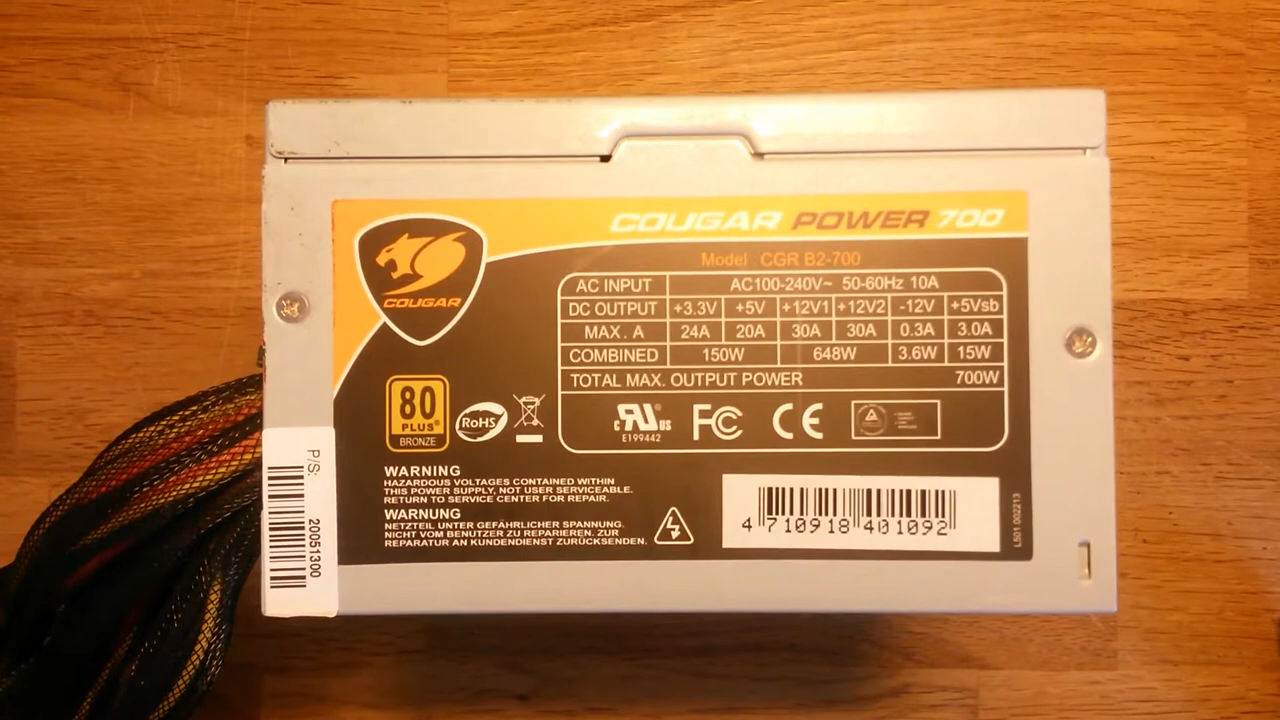 COUGAR POWER 700
COUGAR
Model : CGR B2-700
AC INPUT AC100-240V~ 50-60Hz 10A
DC OUTPUT +3.3V +5V +12V1 +12V2 -12V +5Vsb
MAX. A 24A 20A 30A 30A 0.3A 3.0A
COMBINED 150W 648W 3.6W 15W
TOTAL MAX. OUTPUT POWER 700W
80
PLUS®
BRONZE
RoHS
c RU® US
E199442
FC CE
WARNING
HAZARDOUS VOLTAGES CONTAINED WITHIN
THIS POWER SUPPLY, NOT USER SERVICEABLE.
RETURN TO SERVICE CENTER FOR REPAIR.
WARNUNG
NETZTEIL UNTER GEFÄHRLICHER SPANNUNG.
NICHT VOM BENUTZER ZU REPARIEREN. ZUR
REPARATUR AN KUNDENDIENST ZURÜCKSENDEN.
4 710918 401092
L501 002213
P/S:
20051300